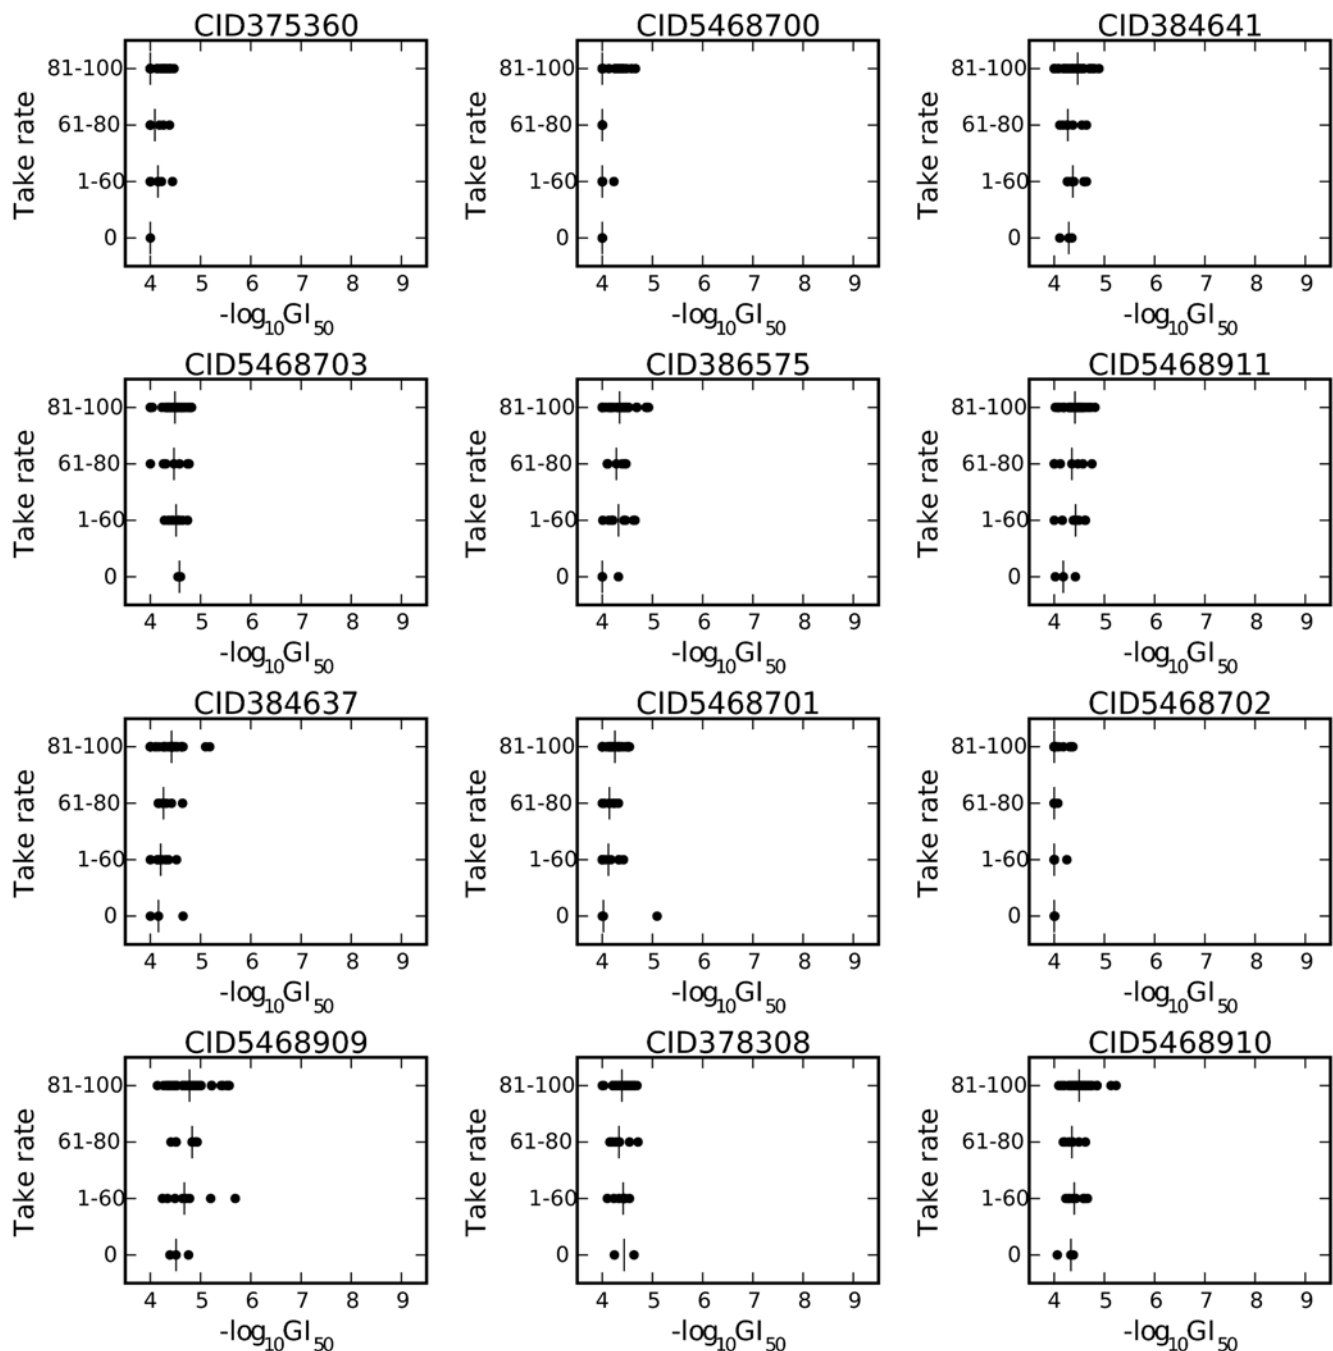 CID375360 CID5468700 CID384641
Take rate Take rate Take rate
81-100 81-100 81-100
61-80 61-80 61-80
1-60 1-60 1-60
0 0 0
4 5 6 7 8 9 4 5 6 7 8 9 4 5 6 7 8 9
-log10GI50 -log10GI50 -log10GI50
CID5468703 CID386575 CID5468911
Take rate Take rate Take rate
81-100 81-100 81-100
61-80 61-80 61-80
1-60 1-60 1-60
0 0 0
4 5 6 7 8 9 4 5 6 7 8 9 4 5 6 7 8 9
-log10GI50 -log10GI50 -log10GI50
CID384637 CID5468701 CID5468702
Take rate Take rate Take rate
81-100 81-100 81-100
61-80 61-80 61-80
1-60 1-60 1-60
0 0 0
4 5 6 7 8 9 4 5 6 7 8 9 4 5 6 7 8 9
-log10GI50 -log10GI50 -log10GI50
CID5468909 CID378308 CID5468910
Take rate Take rate Take rate
81-100 81-100 81-100
61-80 61-80 61-80
1-60 1-60 1-60
0 0 0
4 5 6 7 8 9 4 5 6 7 8 9 4 5 6 7 8 9
-log10GI50 -log10GI50 -log10GI50